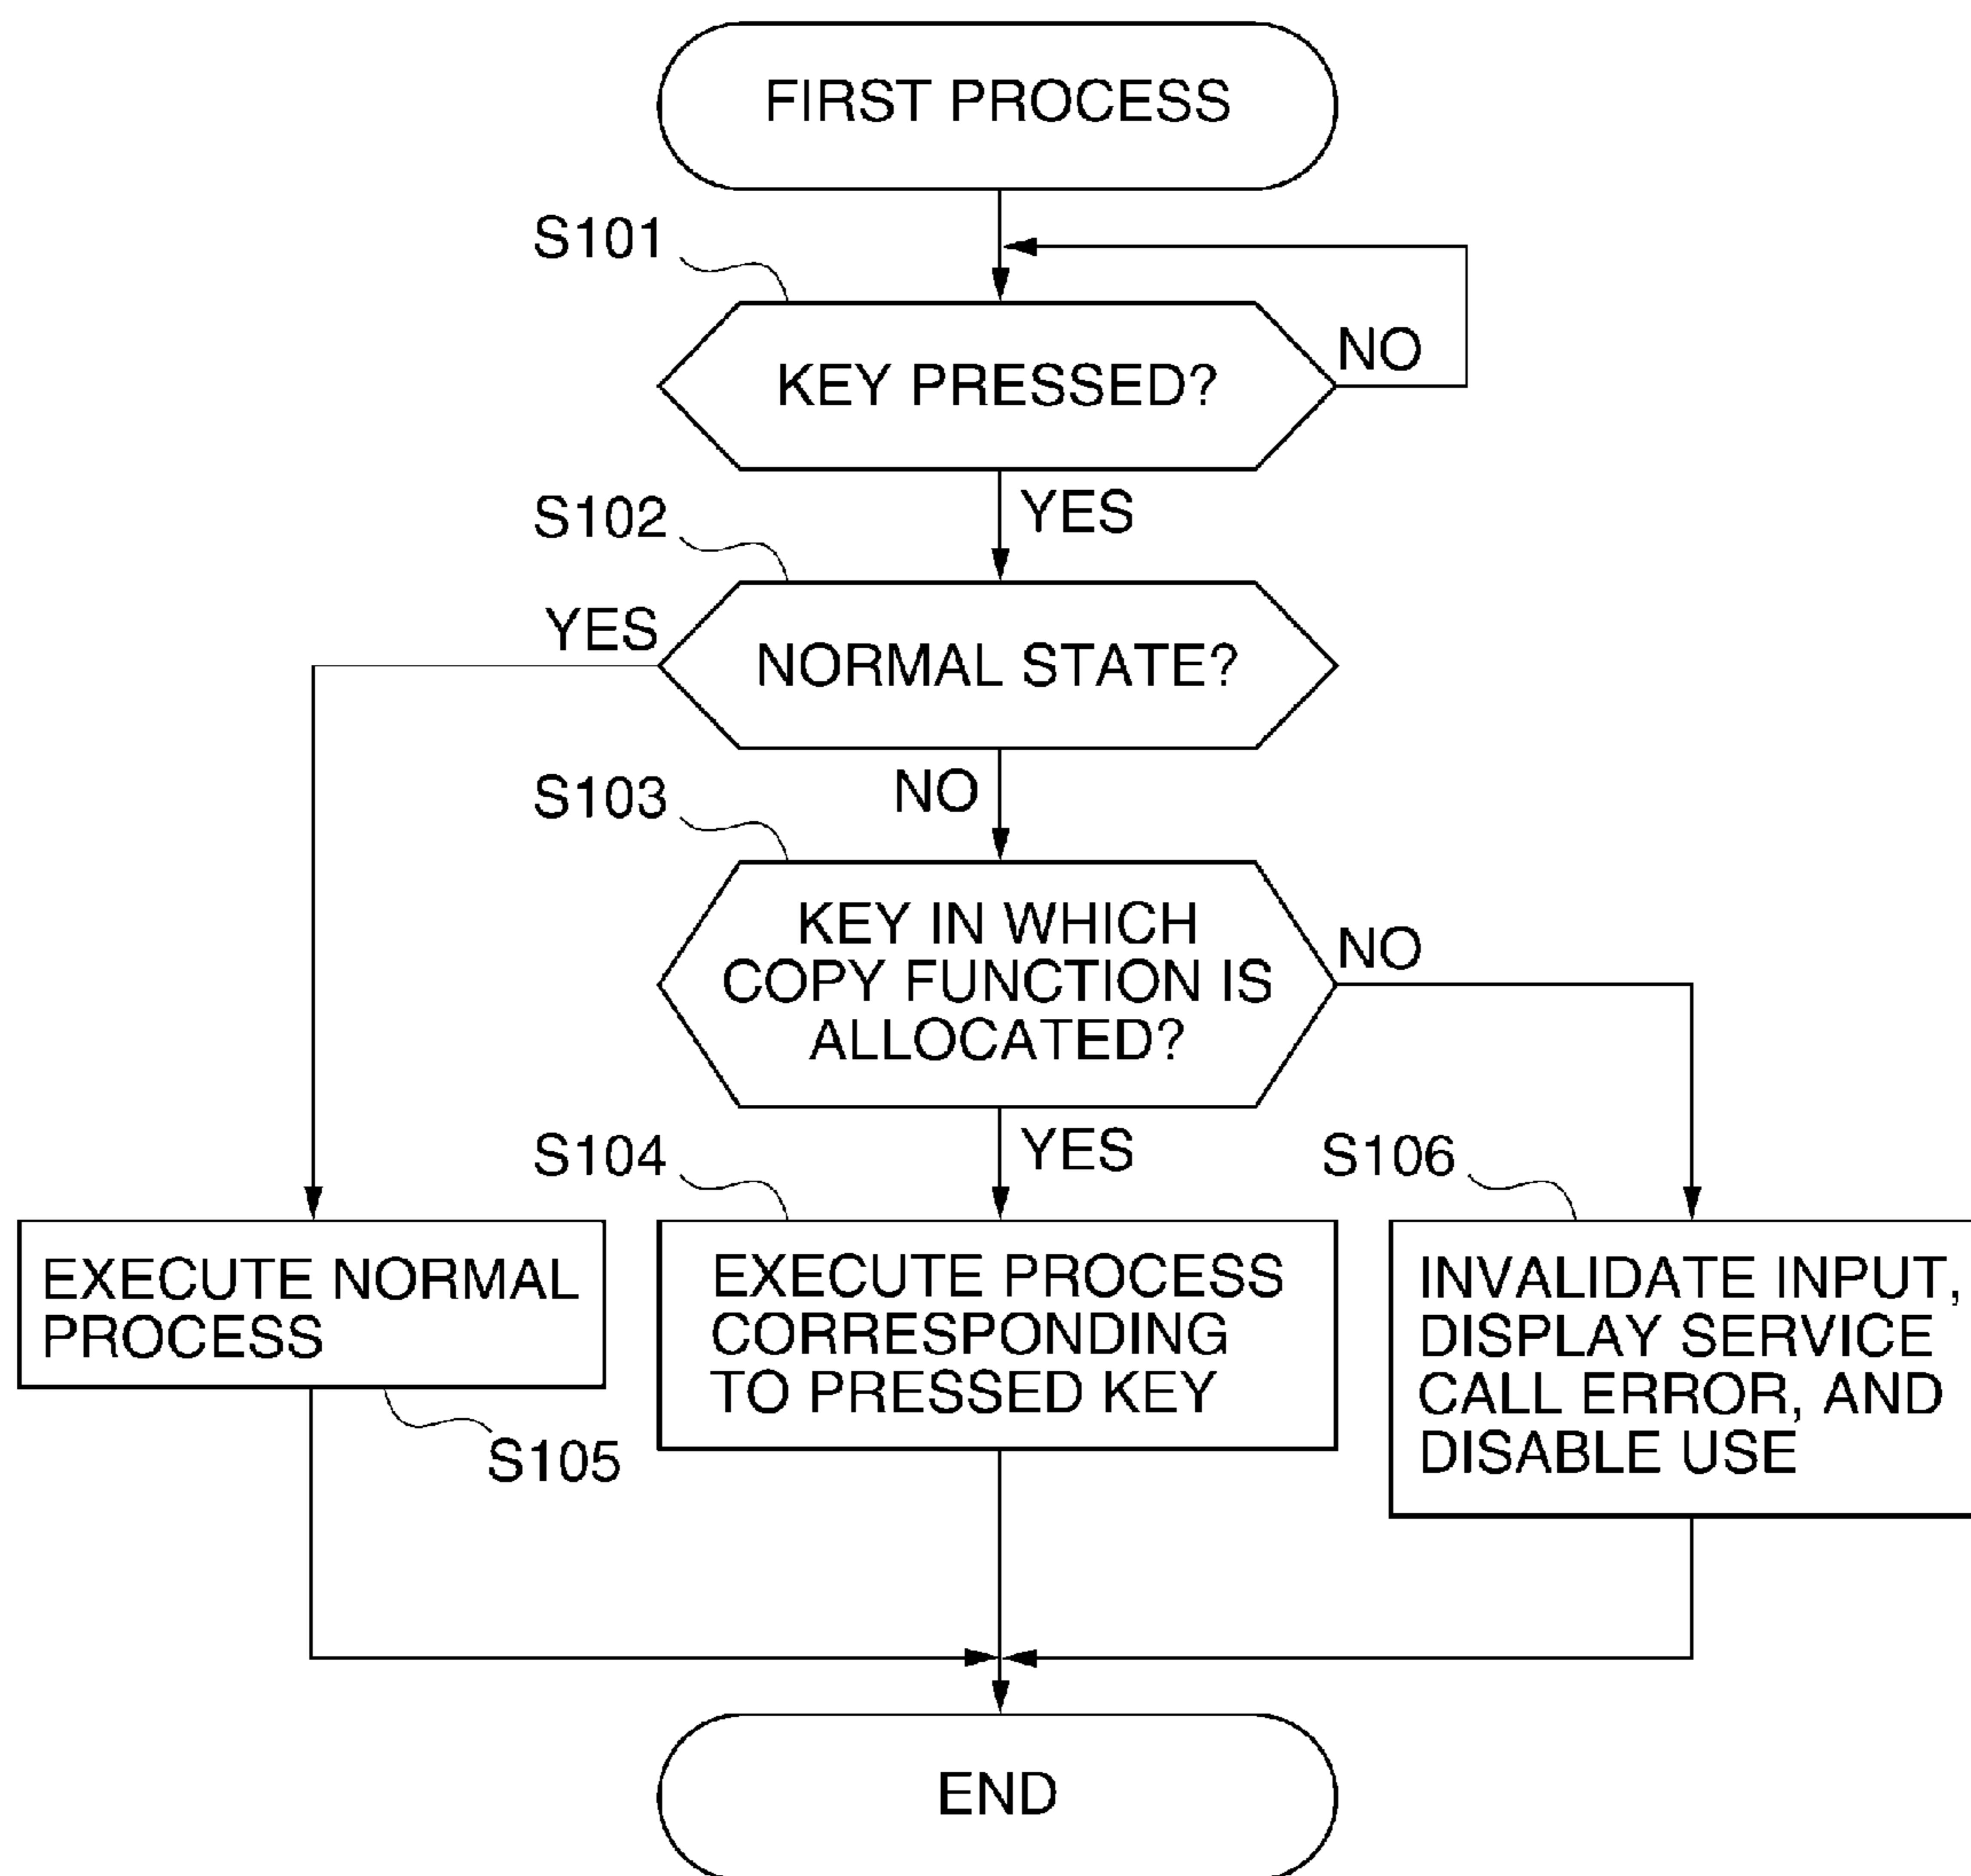 FIRST PROCESS
S101
KEY PRESSED?
NO
S102
YES
YES
NORMAL STATE?
S103
NO
KEY IN WHICH
COPY FUNCTION IS
ALLOCATED?
NO
S104
YES
S106
EXECUTE NORMAL
PROCESS
S105
EXECUTE PROCESS
CORRESPONDING
TO PRESSED KEY
INVALIDATE INPUT,
DISPLAY SERVICE
CALL ERROR, AND
DISABLE USE
END